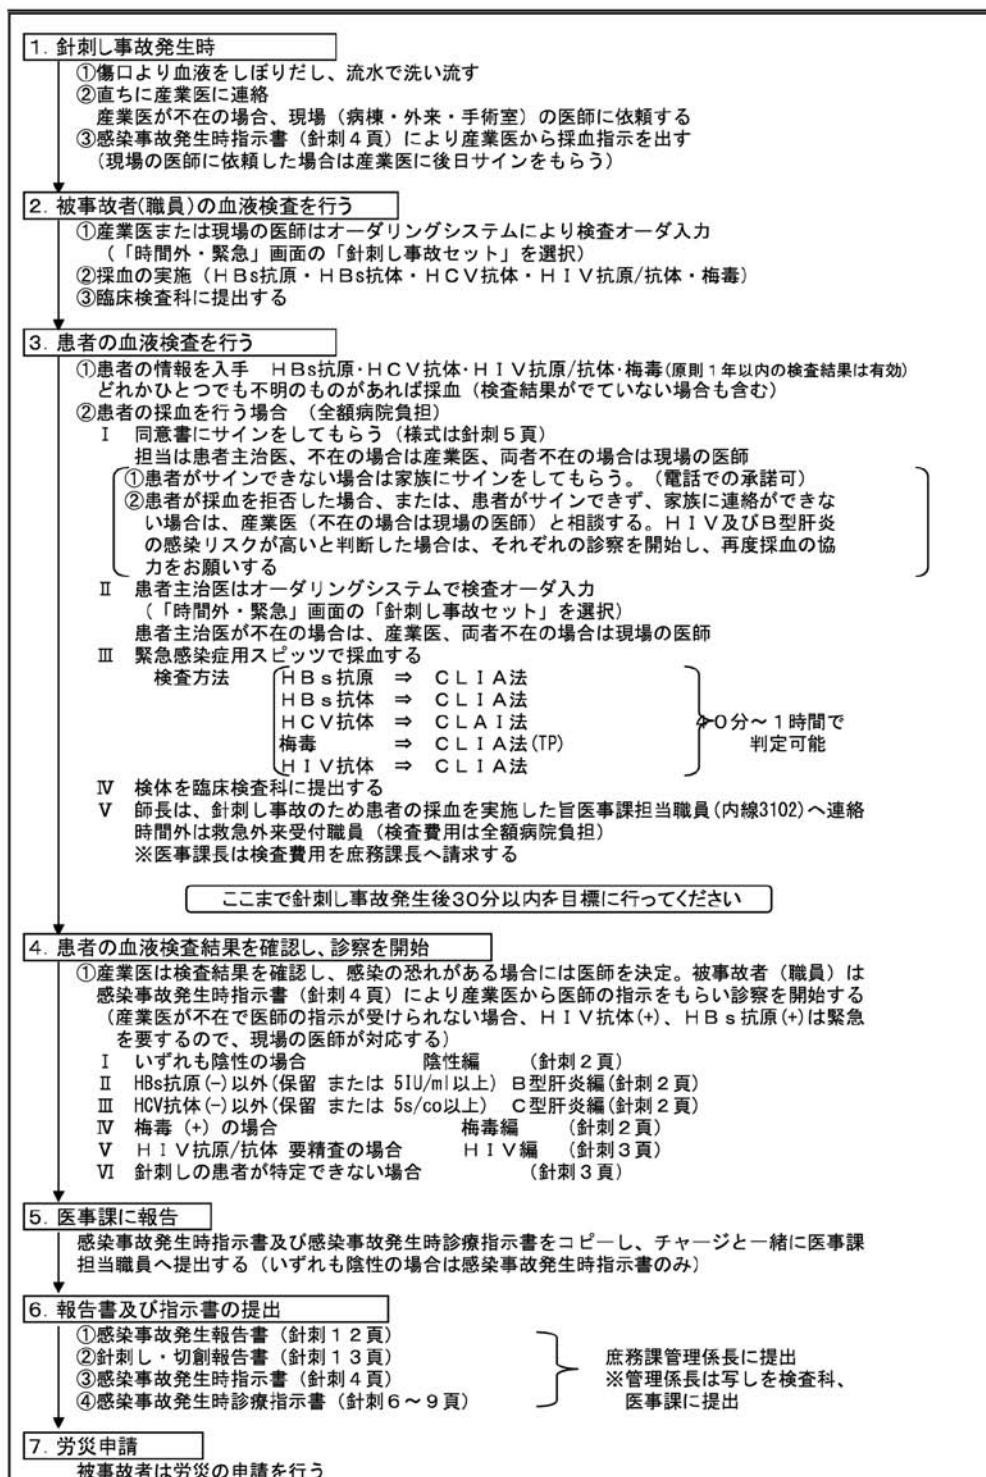 1. 針刺し事故発生時
①傷口より血液をしぼりだし、流水で洗い流す
②直ちに産業医に連絡
産業医が不在の場合、現場（病棟・外来・手術室）の医師に依頼する
③感染事故発生時指示書（針刺４頁）により産業医から採血指示を出す
（現場の医師に依頼した場合は産業医に後日サインをもらう）
2. 被事故者(職員)の血液検査を行う
①産業医または現場の医師はオーダリングシステムにより検査オーダ入力
（「時間外・緊急」画面の「針刺し事故セット」を選択）
②採血の実施（ＨＢs抗原・ＨＢs抗体・ＨＣＶ抗体・ＨＩＶ抗原/抗体・梅毒）
③臨床検査科に提出する
3. 患者の血液検査を行う
①患者の情報を入手　ＨＢs抗原･ＨＣＶ抗体･ＨＩＶ抗原/抗体･梅毒(原則１年以内の検査結果は有効)
どれかひとつでも不明のものがあれば採血（検査結果がでていない場合も含む）
②患者の採血を行う場合　（全額病院負担）
Ⅰ　同意書にサインをしてもらう（様式は針刺５頁）
担当は患者主治医、不在の場合は産業医、両者不在の場合は現場の医師
①患者がサインできない場合は家族にサインをしてもらう。（電話での承諾可）
②患者が採血を拒否した場合、または、患者がサインできず、家族に連絡ができな
い場合は、産業医（不在の場合は現場の医師）と相談する。ＨＩＶ及びＢ型肝炎
の感染リスクが高いと判断した場合は、それぞれの診察を開始し、再度採血の協
力をお願いする
Ⅱ　患者主治医はオーダリングシステムで検査オーダ入力
（「時間外・緊急」画面の「針刺し事故セット」を選択）
患者主治医が不在の場合は、産業医、両者不在の場合は現場の医師
Ⅲ　緊急感染症用スピッツで採血する
検査方法　ＨＢｓ抗原　⇒　ＣＬＩＡ法
ＨＢｓ抗体　⇒　ＣＬＩＡ法
ＨＣＶ抗体　⇒　ＣＬＡＩ法　０分～１時間で
梅毒　⇒　ＣＬＩＡ法(TP)　判定可能
ＨＩＶ抗体　⇒　ＣＬＩＡ法
Ⅳ　検体を臨床検査科に提出する
Ⅴ　師長は、針刺し事故のため患者の採血を実施した旨医事課担当職員(内線3102)へ連絡
時間外は救急外来受付職員（検査費用は全額病院負担）
※医事課長は検査費用を庶務課長へ請求する
ここまで針刺し事故発生後30分以内を目標に行ってください
4. 患者の血液検査結果を確認し、診察を開始
①産業医は検査結果を確認し、感染の恐れがある場合には医師を決定。被事故者（職員）は
感染事故発生時指示書（針刺４頁）により産業医から医師の指示をもらい診察を開始する
（産業医が不在で医師の指示が受けられない場合、ＨＩＶ抗体(+)、ＨＢｓ抗原(+)は緊急
を要するので、現場の医師が対応する）
Ⅰ　いずれも陰性の場合　陰性編　（針刺２頁）
Ⅱ　HBs抗原(-)以外(保留 または 5IU/ml以上)　Ｂ型肝炎編(針刺２頁)
Ⅲ　HCV抗体(-)以外(保留 または 5s/co以上)　Ｃ型肝炎編(針刺２頁)
Ⅳ　梅毒（+）の場合　梅毒編　（針刺２頁）
Ⅴ　ＨＩＶ抗原/抗体 要精査の場合　ＨＩＶ編　（針刺３頁）
Ⅵ　針刺しの患者が特定できない場合　（針刺３頁）
5. 医事課に報告
感染事故発生時指示書及び感染事故発生時診療指示書をコピーし、チャージと一緒に医事課
担当職員へ提出する（いずれも陰性の場合は感染事故発生時指示書のみ）
6. 報告書及び指示書の提出
①感染事故発生報告書（針刺１２頁）
②針刺し・切創報告書（針刺１３頁）　庶務課管理係長に提出
③感染事故発生時指示書（針刺４頁）　※管理係長は写しを検査科、
④感染事故発生時診療指示書（針刺６～９頁）　医事課に提出
7. 労災申請
被事故者は労災の申請を行う